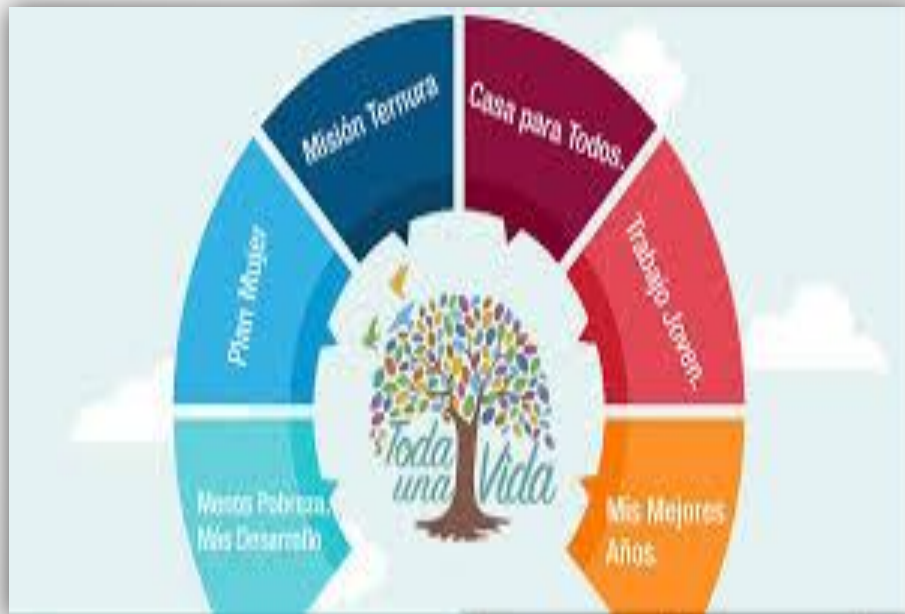 Misión Ternura
Casa para Todos.
Plan Mujer
Trabajo Joven.
Menos Pobreza.
Más Desarrollo
Mis Mejores
Años.
Toda
una Vida